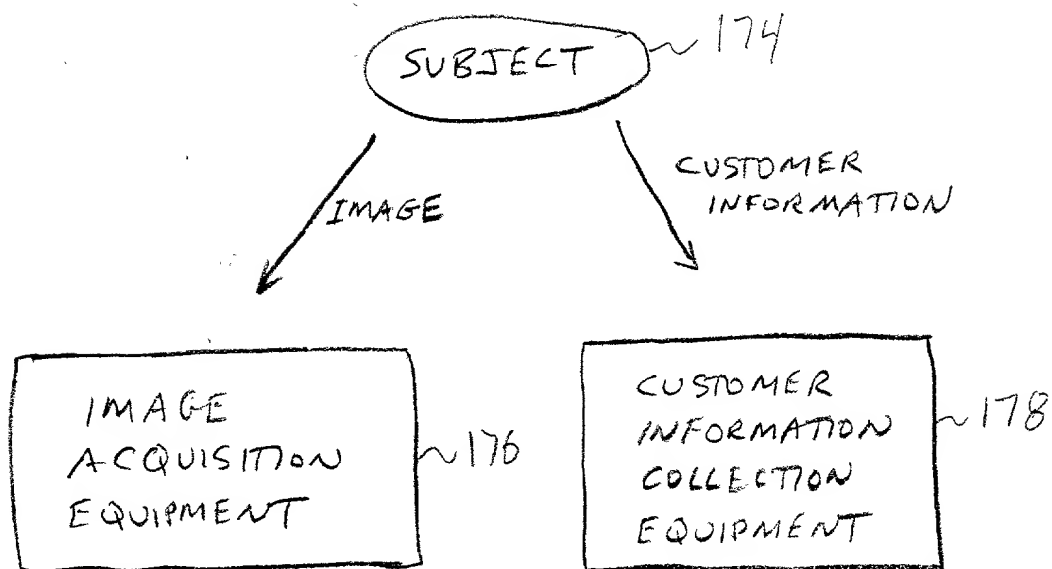 SUBJECT 174
IMAGE
CUSTOMER
INFORMATION
IMAGE
ACQUISITION
EQUIPMENT
176
CUSTOMER
INFORMATION
COLLECTION
EQUIPMENT
178